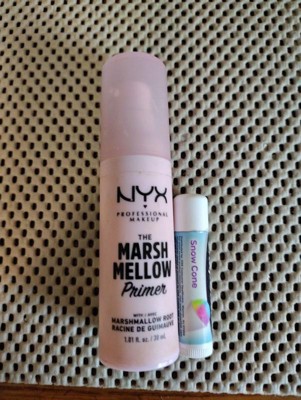 NYX
PROFESSIONAL
MAKEUP
THE
MARSH
MELLOW
Primer
MARSHMALLOW ROOT
RACINE DE GUIMAUVE
1.01 fl. oz. / 30 mL
Snow Cone